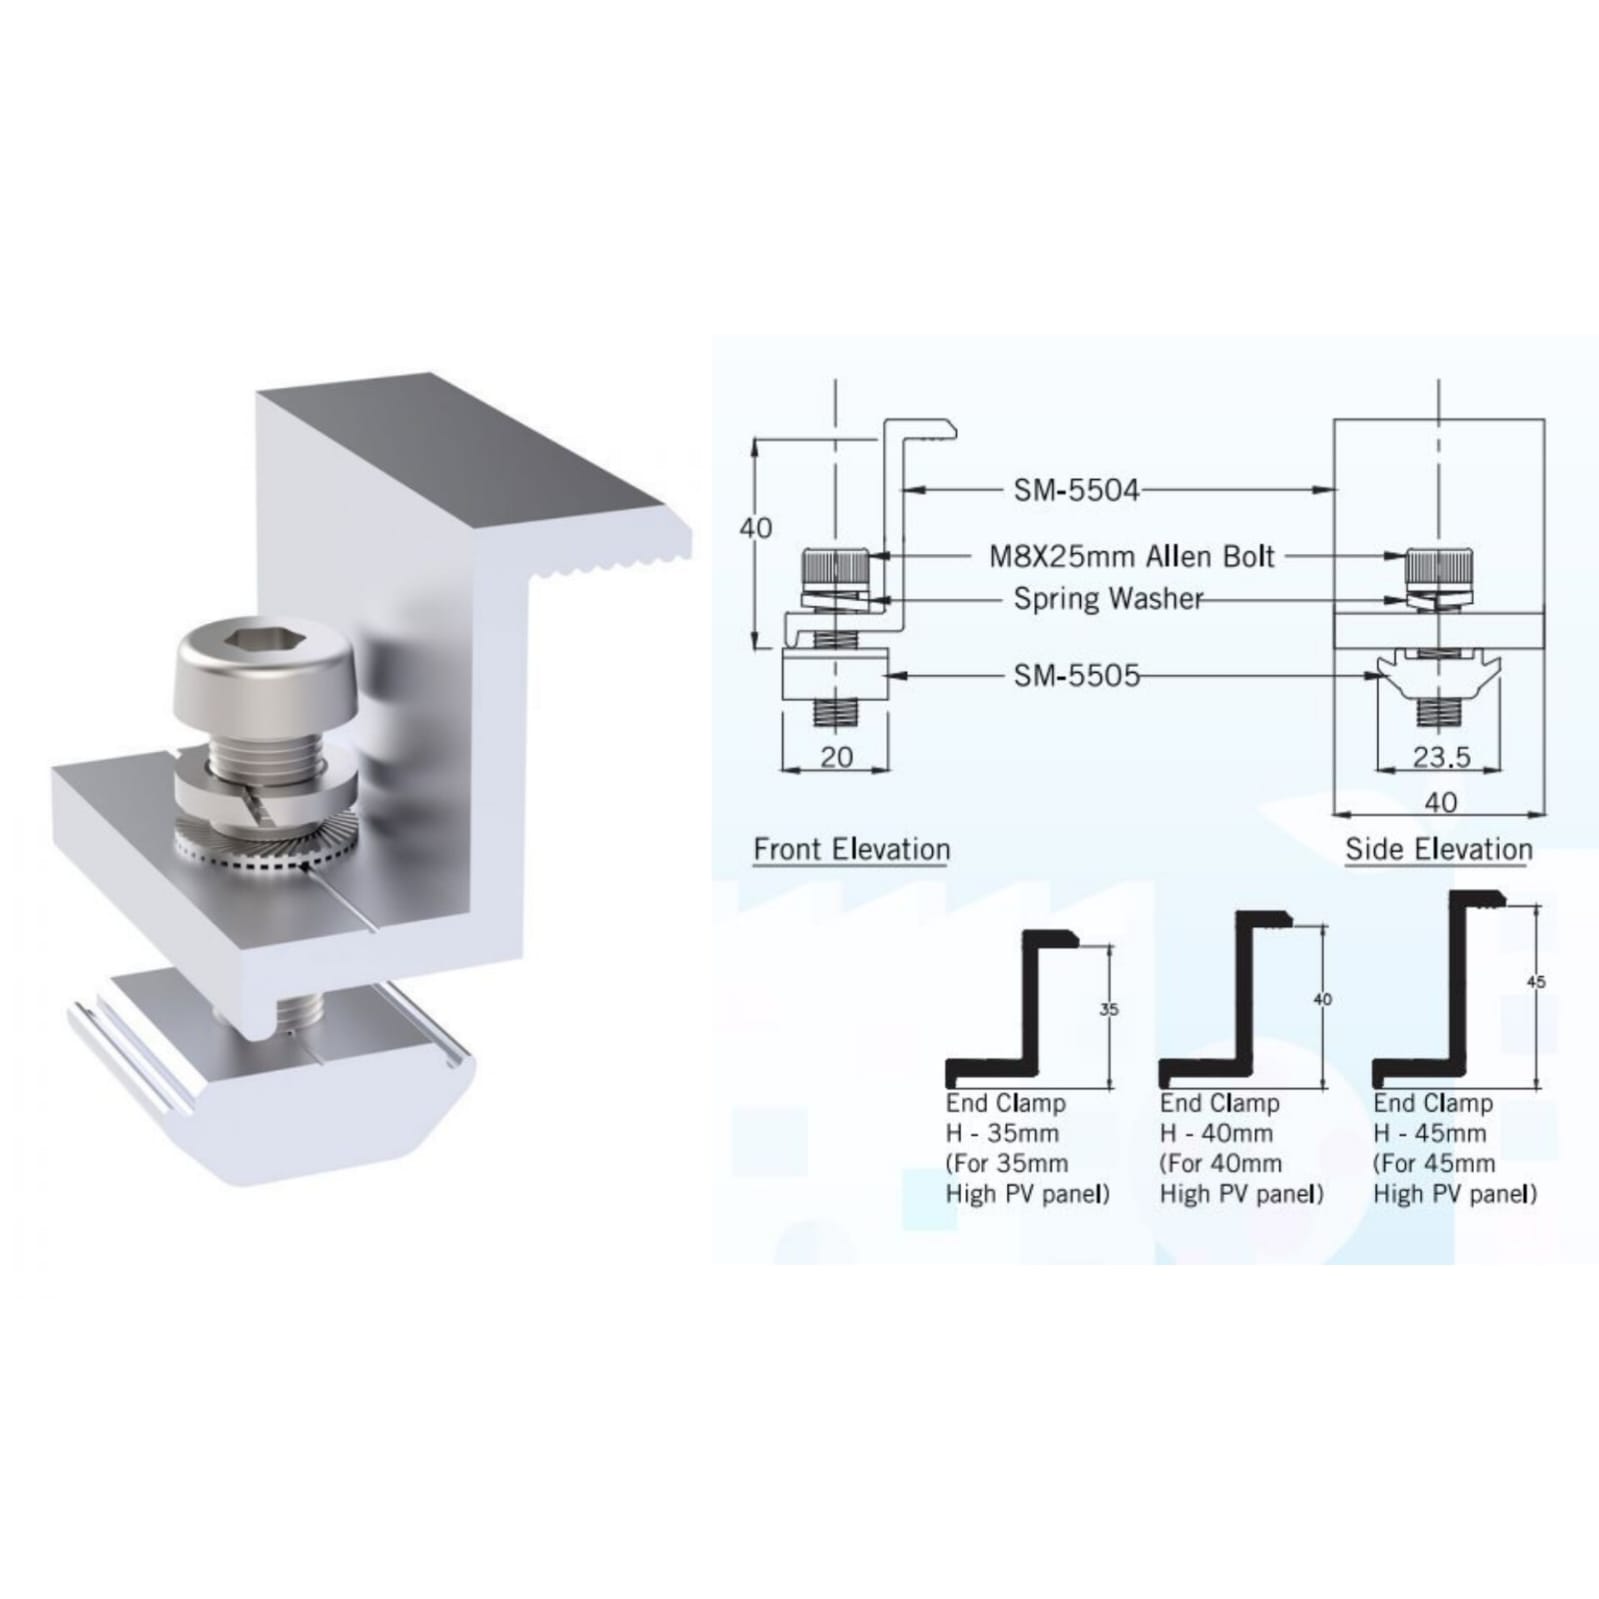 SM-5504
40
M8X25mm Allen Bolt
Spring Washer
SM-5505
20
23.5
40
Front Elevation
Side Elevation
35
40
45
End Clamp
H - 35mm
(For 35mm
High PV panel)
End Clamp
H - 40mm
(For 40mm
High PV panel)
End Clamp
H - 45mm
(For 45mm
High PV panel)